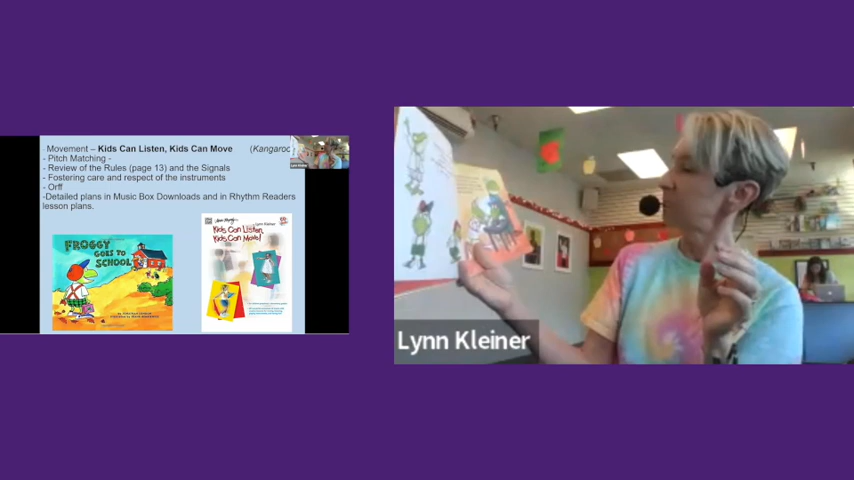 Movement – Kids Can Listen, Kids Can Move (Kangaroo
- Pitch Matching -
- Review of the Rules (page 13) and the Signals
- Fostering care and respect of the instruments
- Orff
-Detailed plans in Music Box Downloads and in Rhythm Readers
lesson plans.
FROGGY
GOES TO
SCHOOL
Lynn Kleiner
Kids Can Listen,
Kids Can Move!
Lynn Kleiner